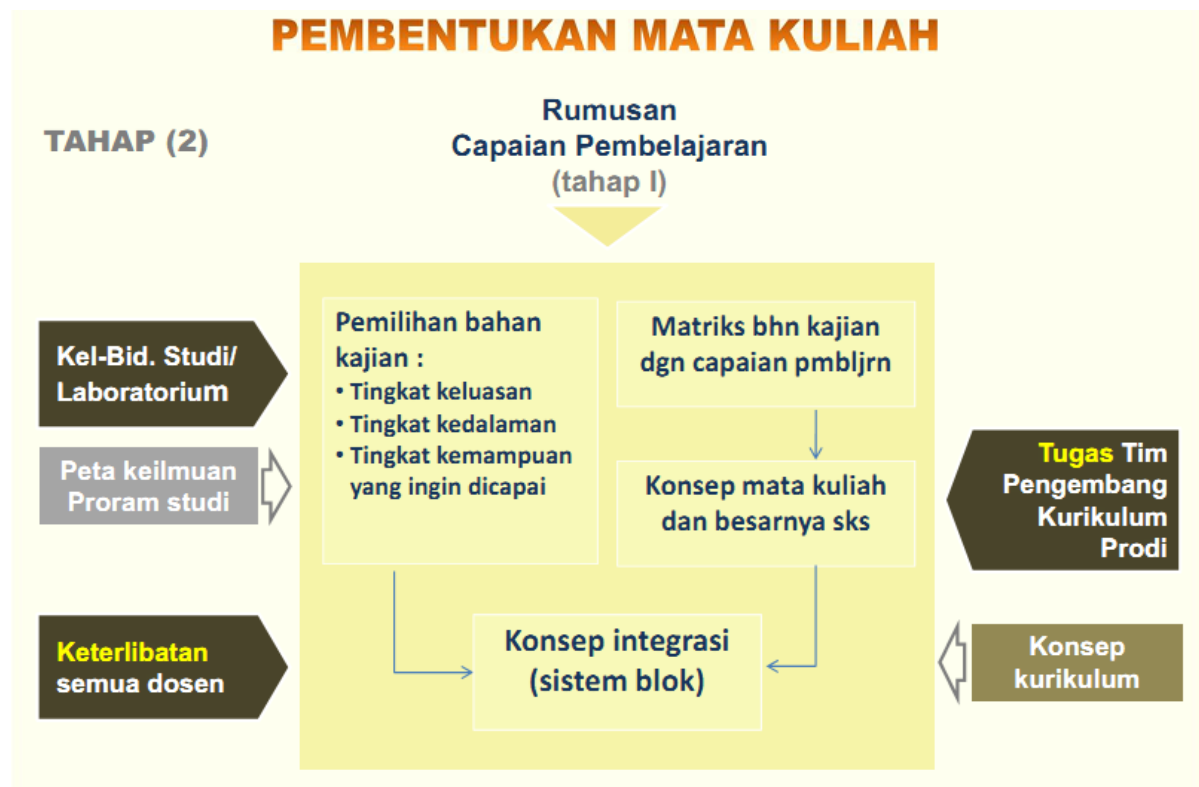 PEMBENTUKAN MATA KULIAH
TAHAP (2)
Rumusan
Capaian Pembelajaran
(tahap I)
Kel-Bid. Studi/
Laboratorium
Peta keilmuan
Proram studi
Keterlibatan
semua dosen
Pemilihan bahan
kajian :
• Tingkat keluasan
• Tingkat kedalaman
• Tingkat kemampuan
yang ingin dicapai
Matriks bhn kajian
dgn capaian pmbljrn
Konsep mata kuliah
dan besarnya sks
Konsep integrasi
(sistem blok)
Tugas Tim
Pengembang
Kurikulum
Prodi
Konsep
kurikulum